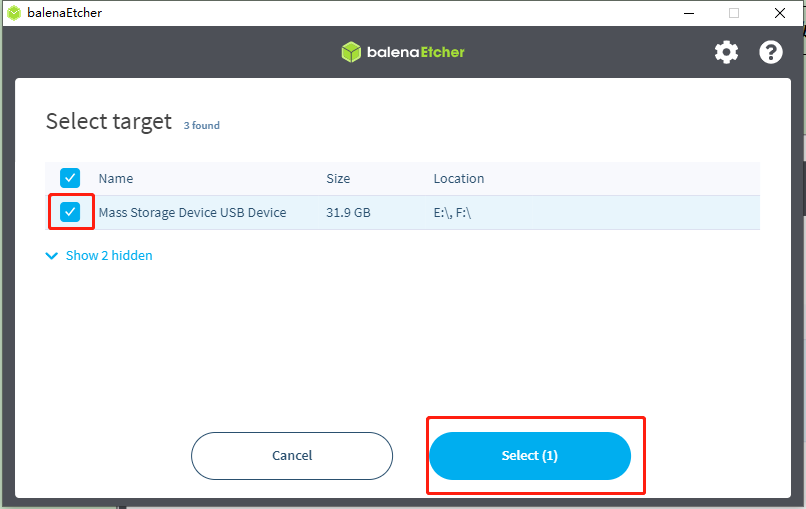 balenaEtcher
balenaEtcher
Select target 3 found
Name Size Location
Mass Storage Device USB Device 31.9 GB E:\, F:\
Show 2 hidden
Cancel Select (1)